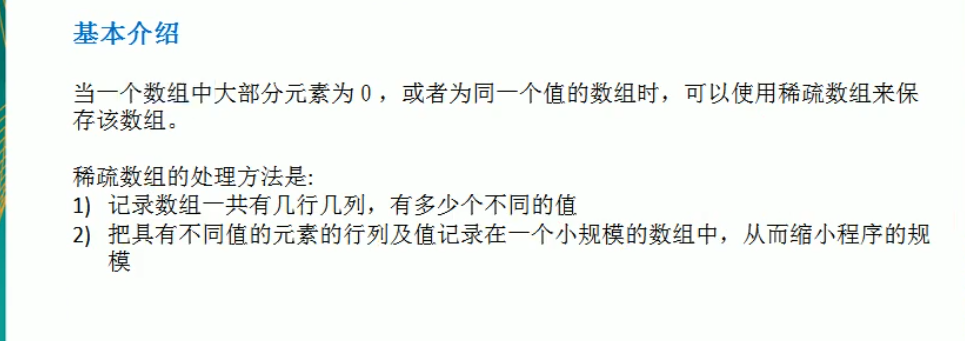 基本介绍
当一个数组中大部分元素为0，或者为同一个值的数组时，可以使用稀疏数组来保
存该数组。
稀疏数组的处理方法是:
1) 记录数组一共有几行几列，有多少个不同的值
2) 把具有不同值的元素的行列及值记录在一个小规模的数组中，从而缩小程序的规
模